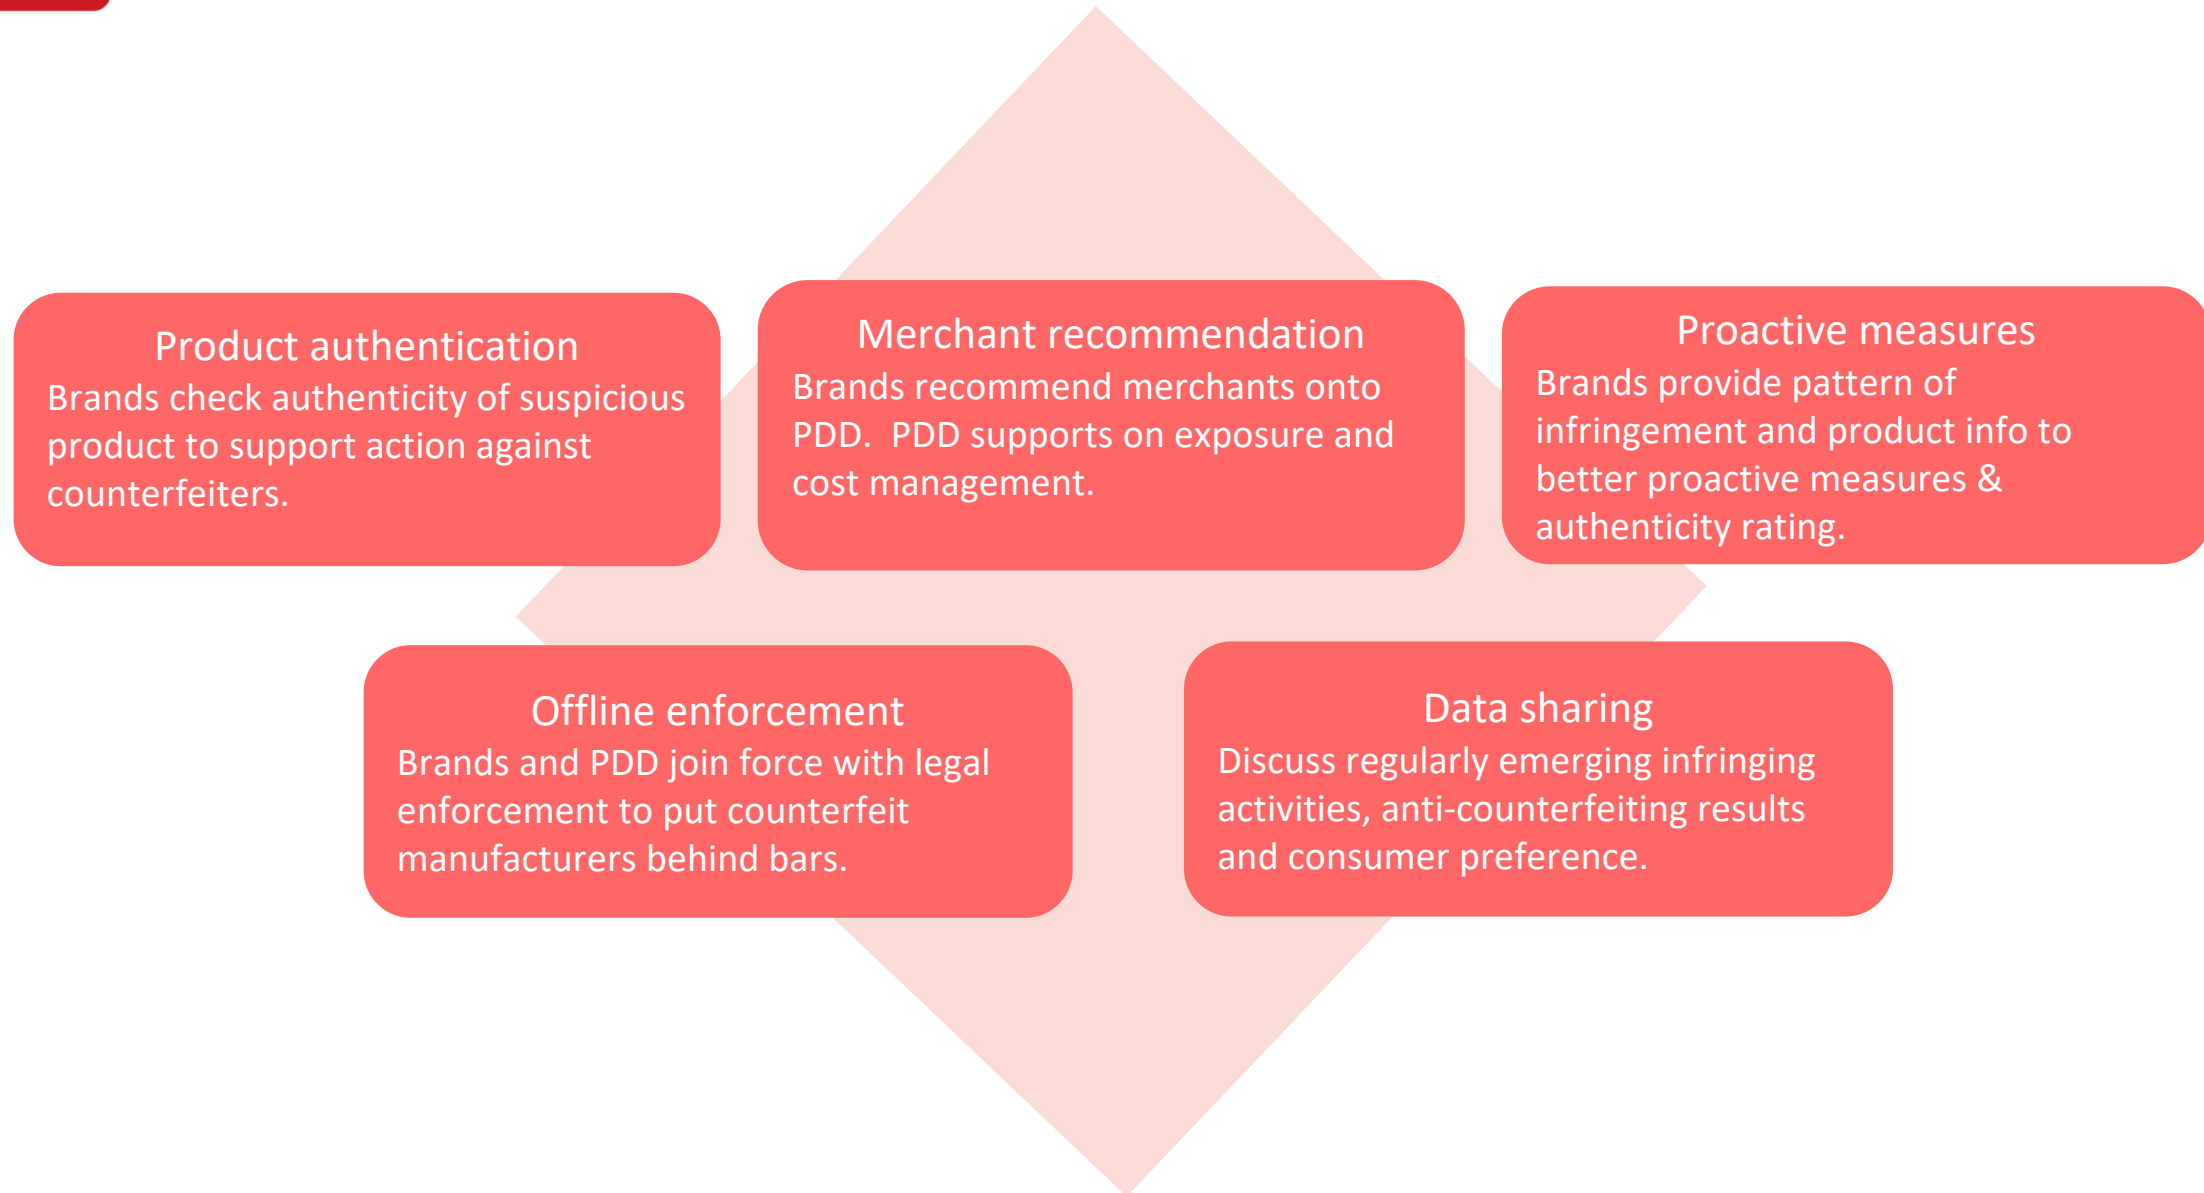 Product authentication
Brands check authenticity of suspicious
product to support action against
counterfeiters.
Merchant recommendation
Brands recommend merchants onto
PDD.  PDD supports on exposure and
cost management.
Proactive measures
Brands provide pattern of
infringement and product info to
better proactive measures &
authenticity rating.
Offline enforcement
Brands and PDD join force with legal
enforcement to put counterfeit
manufacturers behind bars.
Data sharing
Discuss regularly emerging infringing
activities, anti-counterfeiting results
and consumer preference.